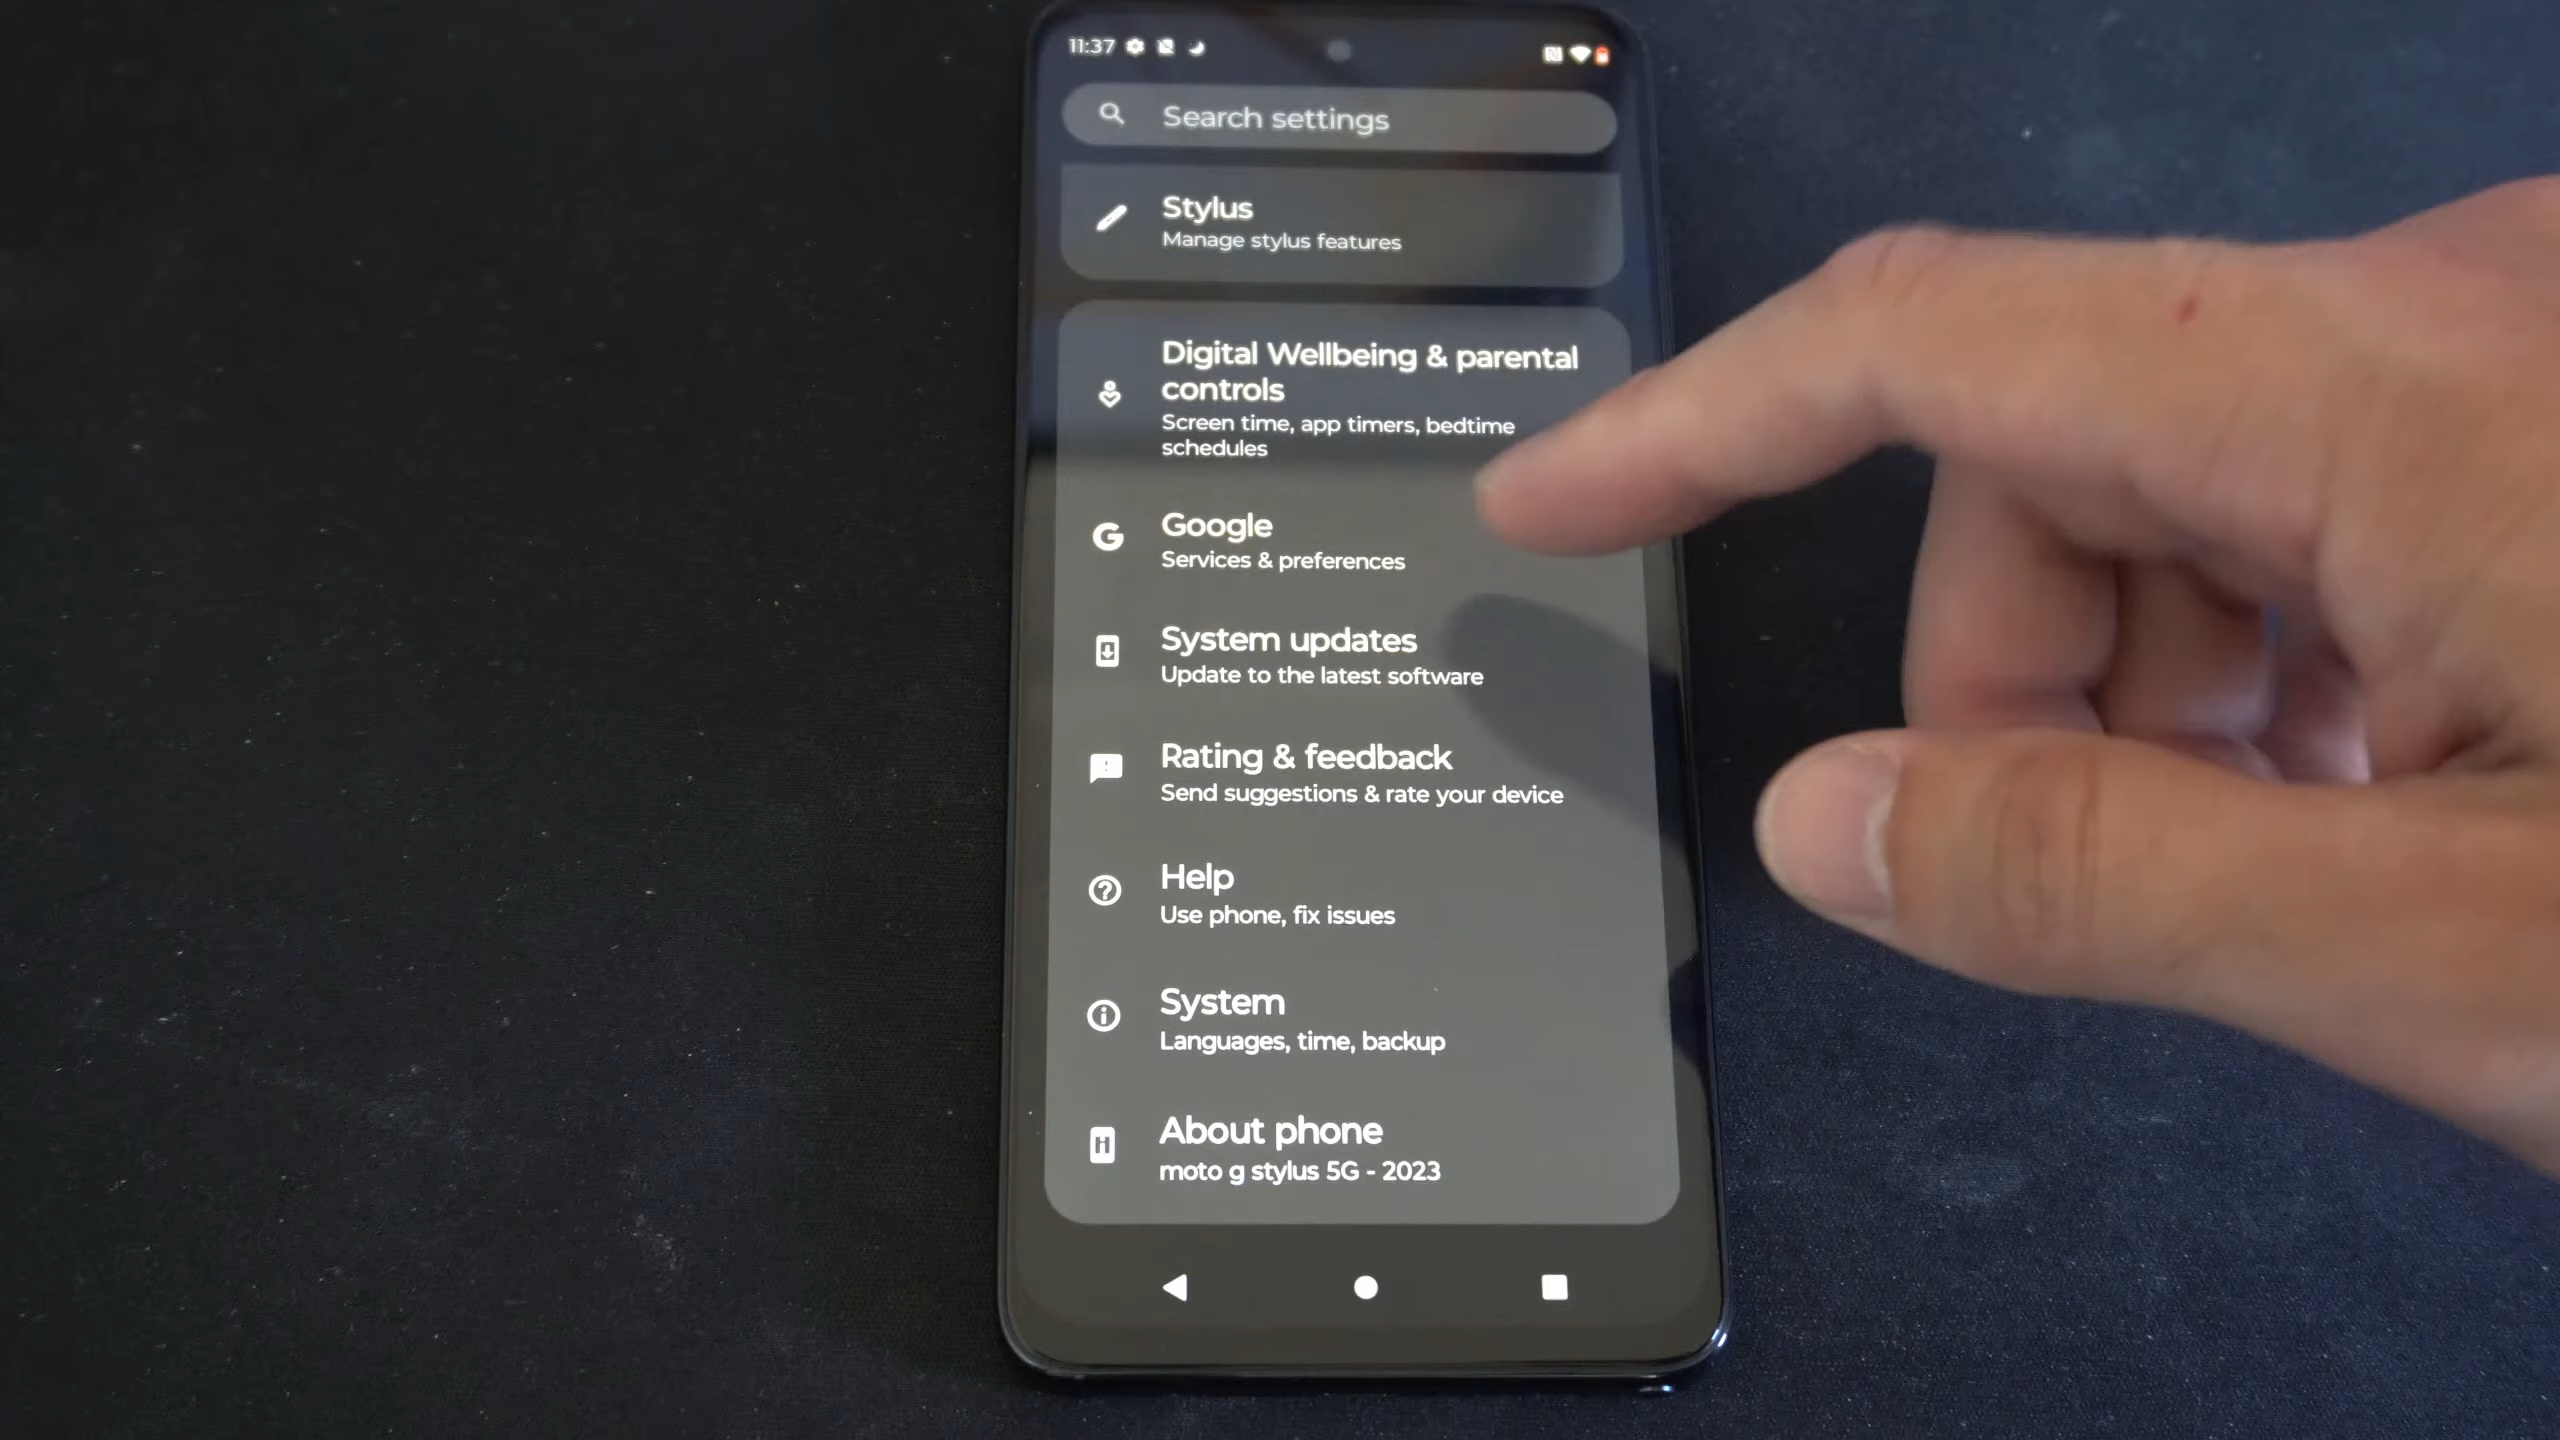 11:37
Search settings
Stylus
Manage stylus features
Digital Wellbeing & parental
controls
Screen time, app timers, bedtime
schedules
Google
Services & preferences
System updates
Update to the latest software
Rating & feedback
Send suggestions & rate your device
Help
Use phone, fix issues
System
Languages, time, backup
About phone
moto g stylus 5G - 2023